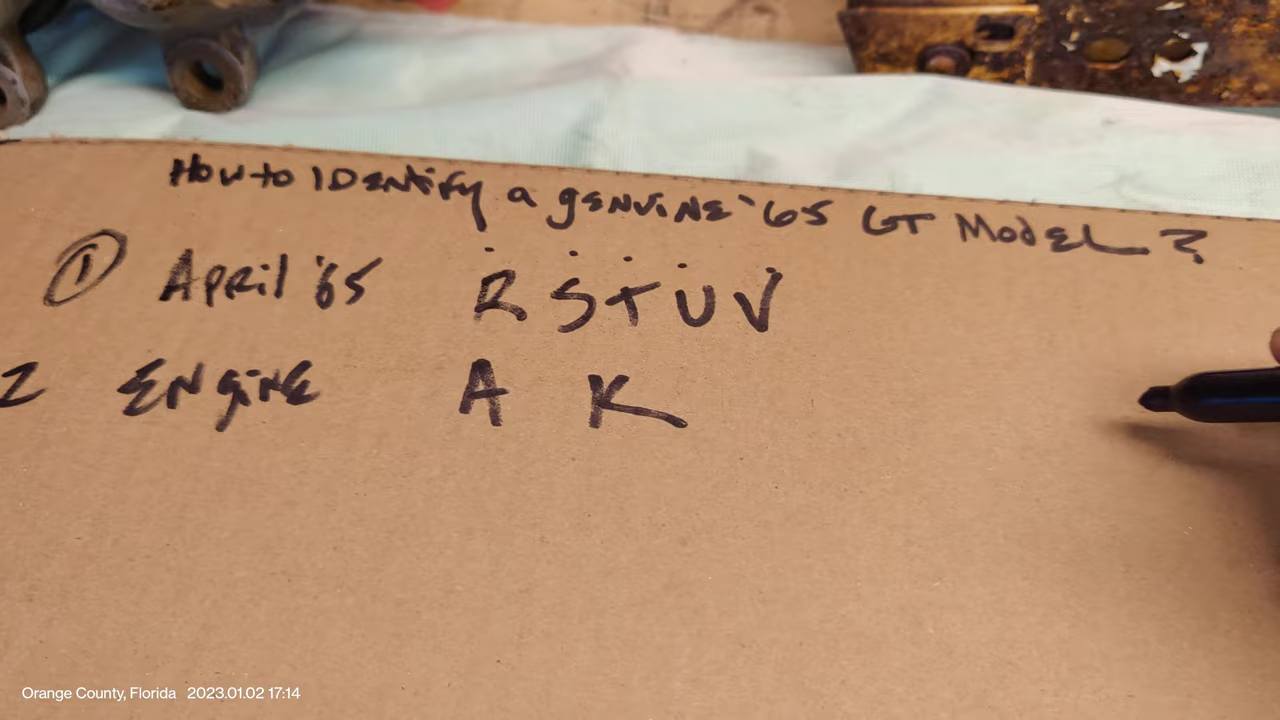 How to IDENtify a gENUiNE '65 GT MODEL?
① APRil '65 R S T U V
2 ENgiNE A K
Orange County, Florida 2023.01.02 17:14